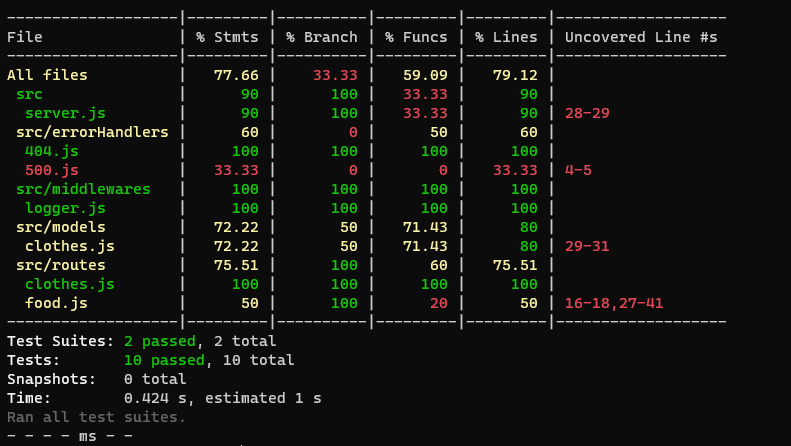 -------------------|---------|----------|---------|---------|-------------------
File               | % Stmts | % Branch | % Funcs | % Lines | Uncovered Line #s
-------------------|---------|----------|---------|---------|-------------------
All files          |   77.66 |    33.33 |   59.09 |   79.12 |
 src               |      90 |      100 |   33.33 |      90 |
  server.js        |      90 |      100 |   33.33 |      90 | 28-29
 src/errorHandlers |      60 |        0 |      50 |      60 |
  404.js           |     100 |      100 |     100 |     100 |
  500.js           |   33.33 |        0 |       0 |   33.33 | 4-5
 src/middlewares   |     100 |      100 |     100 |     100 |
  logger.js        |     100 |      100 |     100 |     100 |
 src/models        |   72.22 |       50 |   71.43 |      80 |
  clothes.js       |   72.22 |       50 |   71.43 |      80 | 29-31
 src/routes        |   75.51 |      100 |      60 |   75.51 |
  clothes.js       |     100 |      100 |     100 |     100 |
  food.js          |      50 |      100 |      20 |      50 | 16-18,27-41
-------------------|---------|----------|---------|---------|-------------------
Test Suites: 2 passed, 2 total
Tests:       10 passed, 10 total
Snapshots:   0 total
Time:        0.424 s, estimated 1 s
Ran all test suites.
- - - - ms - -